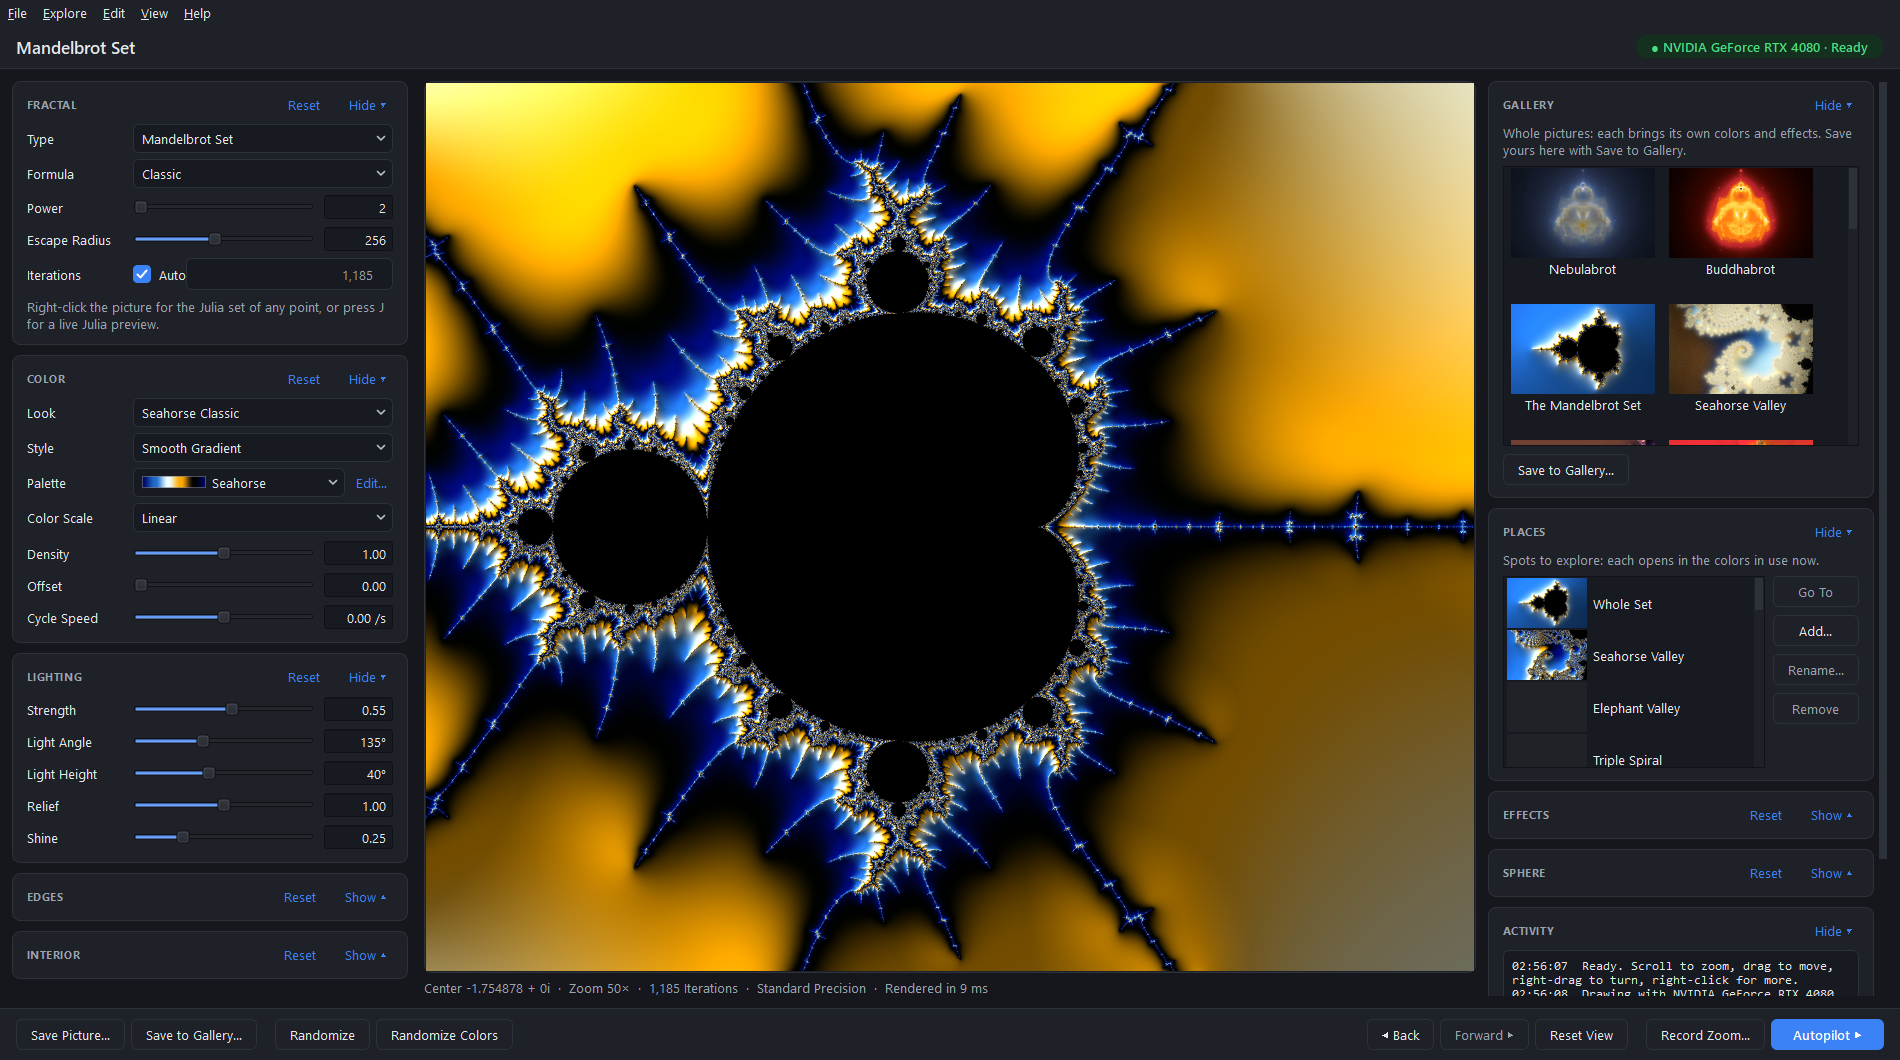 File Explore Edit View Help
Mandelbrot Set
● NVIDIA GeForce RTX 4080 · Ready
FRACTAL Reset Hide
Type Mandelbrot Set
Formula Classic
Power 2
Escape Radius 256
Iterations Auto 1,185
Right-click the picture for the Julia set of any point, or press J
for a live Julia preview.
COLOR Reset Hide
Look Seahorse Classic
Style Smooth Gradient
Palette Seahorse Edit...
Color Scale Linear
Density 1.00
Offset 0.00
Cycle Speed 0.00 /s
LIGHTING Reset Hide
Strength 0.55
Light Angle 135°
Light Height 40°
Relief 1.00
Shine 0.25
EDGES Reset Show
INTERIOR Reset Show
Center -1.754878 + 0i · Zoom 50× · 1,185 Iterations · Standard Precision · Rendered in 9 ms
GALLERY Hide
Whole pictures: each brings its own colors and effects. Save
yours here with Save to Gallery.
Nebulabrot Buddhabrot
The Mandelbrot Set Seahorse Valley
Save to Gallery...
PLACES Hide
Spots to explore: each opens in the colors in use now.
Whole Set
Seahorse Valley
Elephant Valley
Triple Spiral
Go To
Add...
Rename...
Remove
EFFECTS Reset Show
SPHERE Reset Show
ACTIVITY Hide
02:56:07 Ready. Scroll to zoom, drag to move,
right-drag to turn, right-click for more.
02:56:08 Drawing with NVIDIA GeForce RTX 4080
Save Picture... Save to Gallery... Randomize Randomize Colors Back Forward Reset View Record Zoom... Autopilot